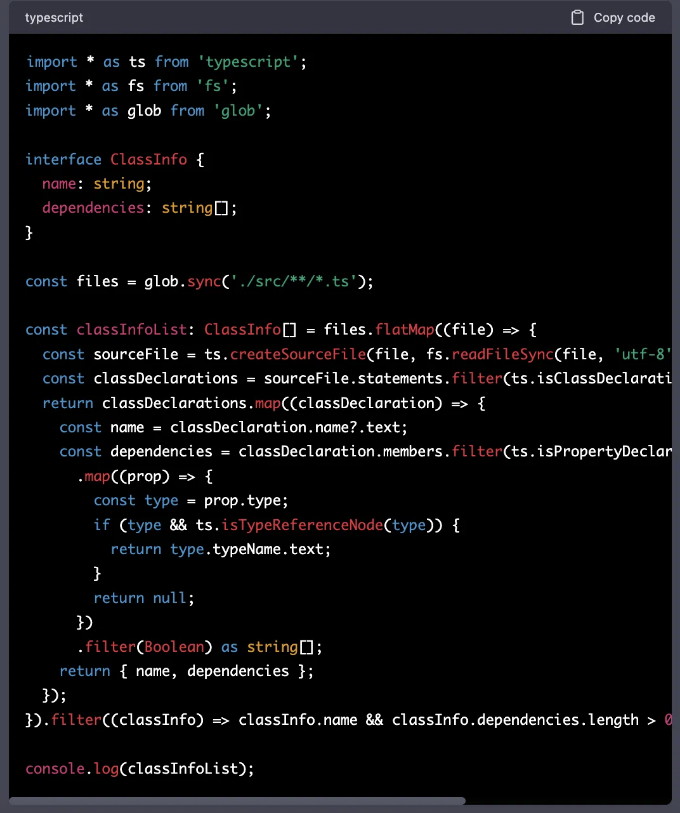 typescript
Copy code
import * as ts from 'typescript';
import * as fs from 'fs';
import * as glob from 'glob';
interface ClassInfo {
  name: string;
  dependencies: string[];
}
const files = glob.sync('./src/**/*.ts');
const classInfoList: ClassInfo[] = files.flatMap((file) => {
  const sourceFile = ts.createSourceFile(file, fs.readFileSync(file, 'utf-8'
  const classDeclarations = sourceFile.statements.filter(ts.isClassDeclarati
  return classDeclarations.map((classDeclaration) => {
    const name = classDeclaration.name?.text;
    const dependencies = classDeclaration.members.filter(ts.isPropertyDeclar
      .map((prop) => {
        const type = prop.type;
        if (type && ts.isTypeReferenceNode(type)) {
          return type.typeName.text;
        }
        return null;
      })
      .filter(Boolean) as string[];
    return { name, dependencies };
  });
}).filter((classInfo) => classInfo.name && classInfo.dependencies.length > 0
console.log(classInfoList);